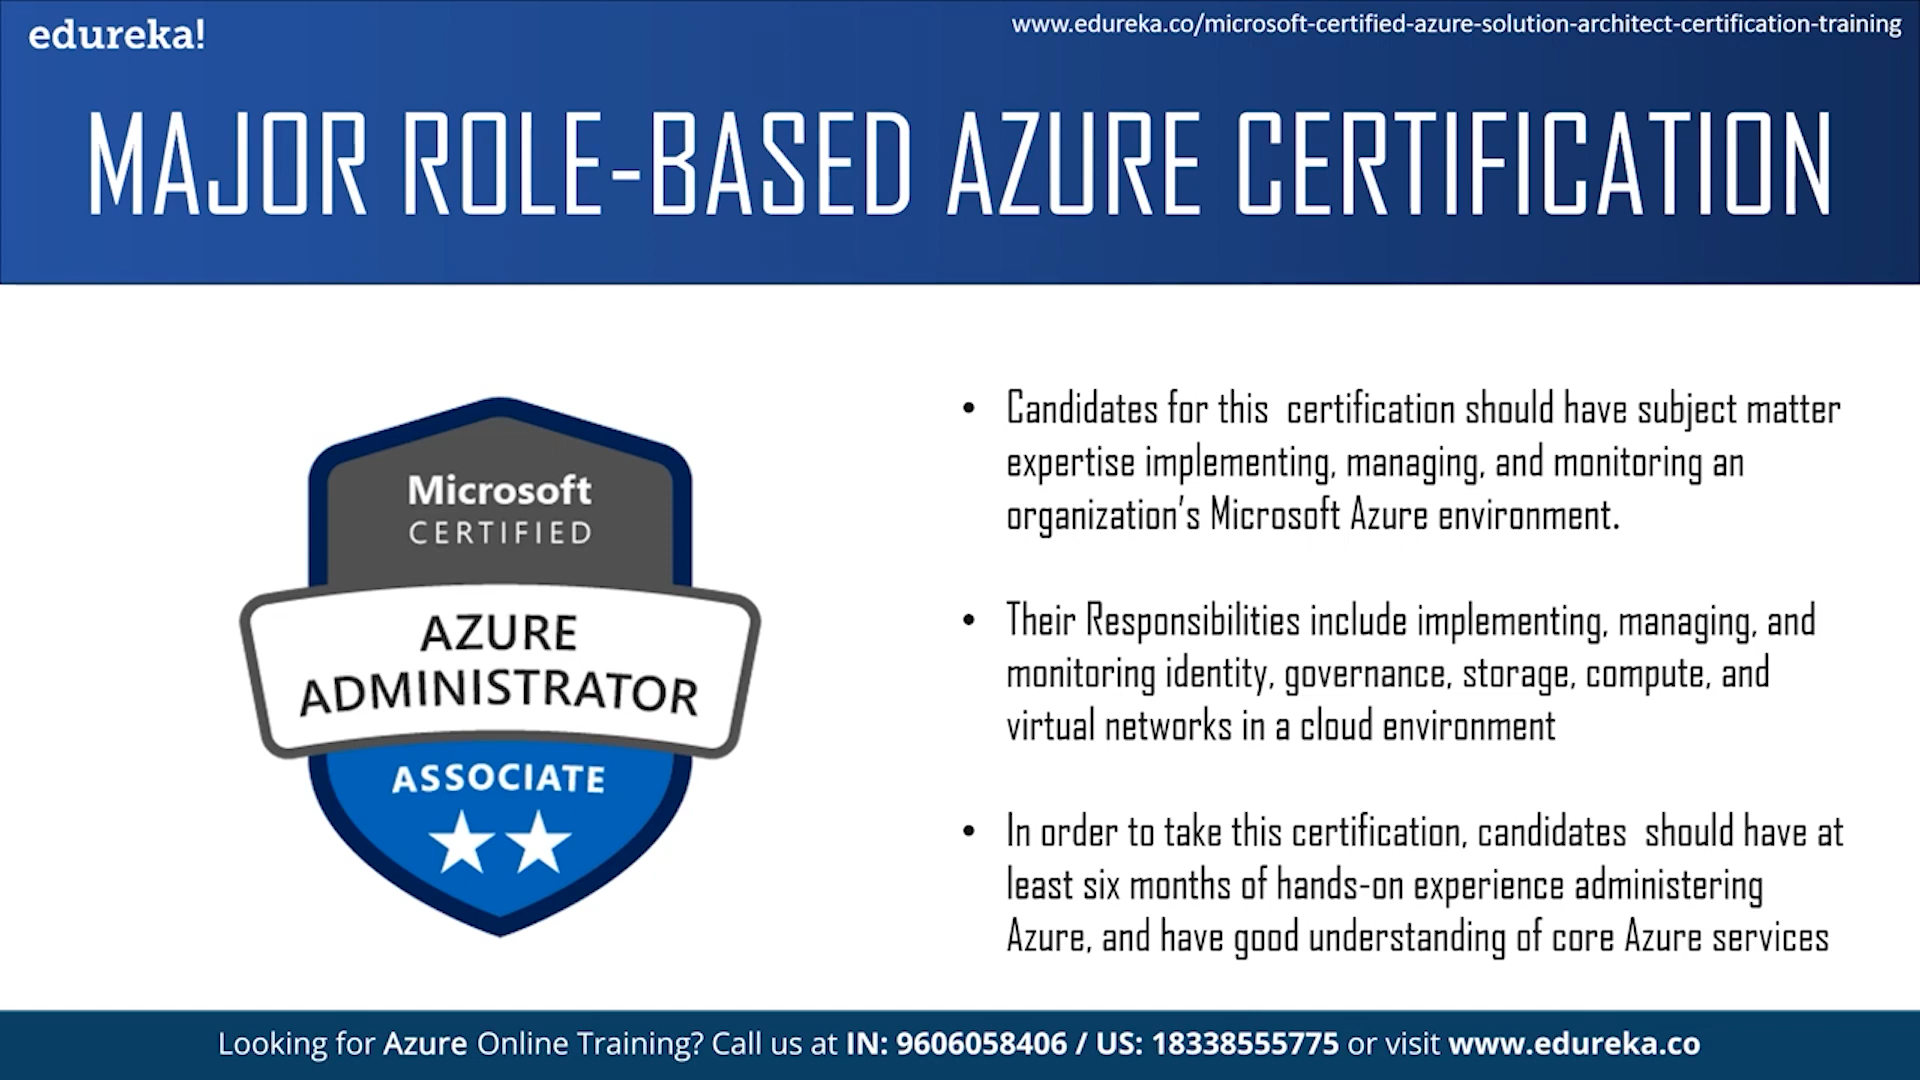 edureka!
www.edureka.co/microsoft-certified-azure-solution-architect-certification-training
MAJOR ROLE-BASED AZURE CERTIFICATION
Microsoft
CERTIFIED
AZURE
ADMINISTRATOR
ASSOCIATE
• Candidates for this certification should have subject matter
expertise implementing, managing, and monitoring an
organization's Microsoft Azure environment.
• Their Responsibilities include implementing, managing, and
monitoring identity, governance, storage, compute, and
virtual networks in a cloud environment
• In order to take this certification, candidates should have at
least six months of hands-on experience administering
Azure, and have good understanding of core Azure services
Looking for Azure Online Training? Call us at IN: 9606058406 / US: 18338555775 or visit www.edureka.co